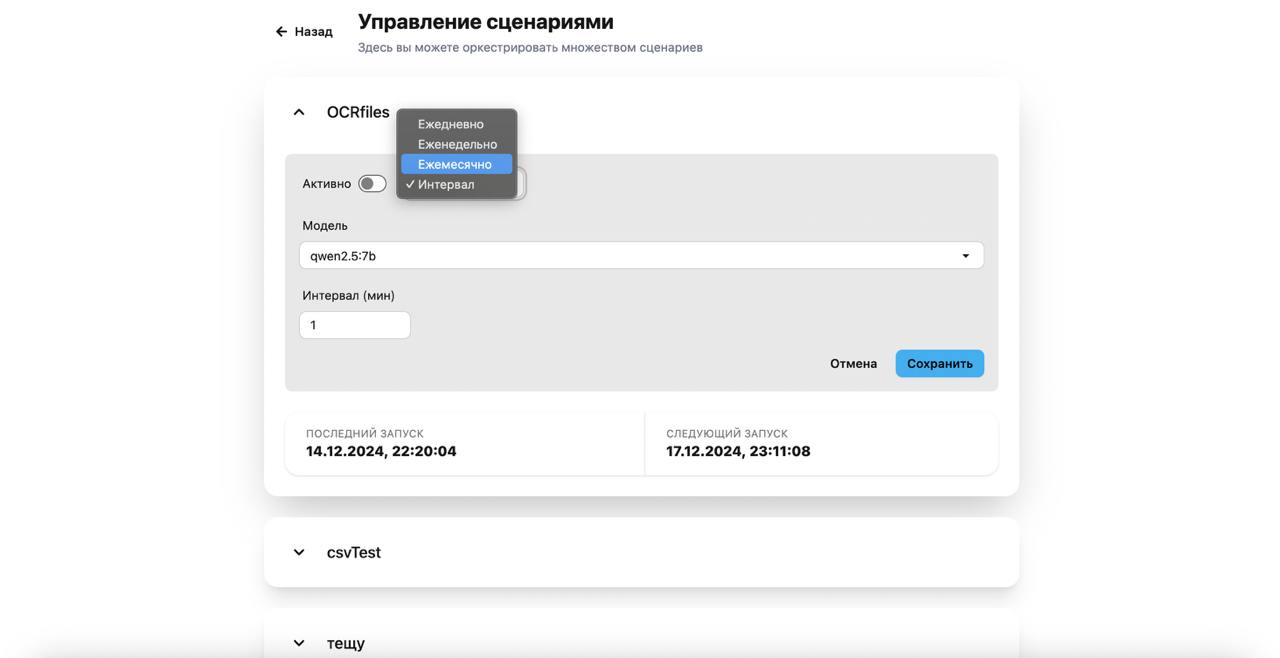 Назад
Управление сценариями
Здесь вы можете оркестрировать множеством сценариев
OCRfiles
Ежедневно
Еженедельно
Ежемесячно
Активно
✓ Интервал
Модель
qwen2.5:7b
Интервал (мин)
1
Отмена
Сохранить
ПОСЛЕДНИЙ ЗАПУСК
14.12.2024, 22:20:04
СЛЕДУЮЩИЙ ЗАПУСК
17.12.2024, 23:11:08
csvTest
тещу